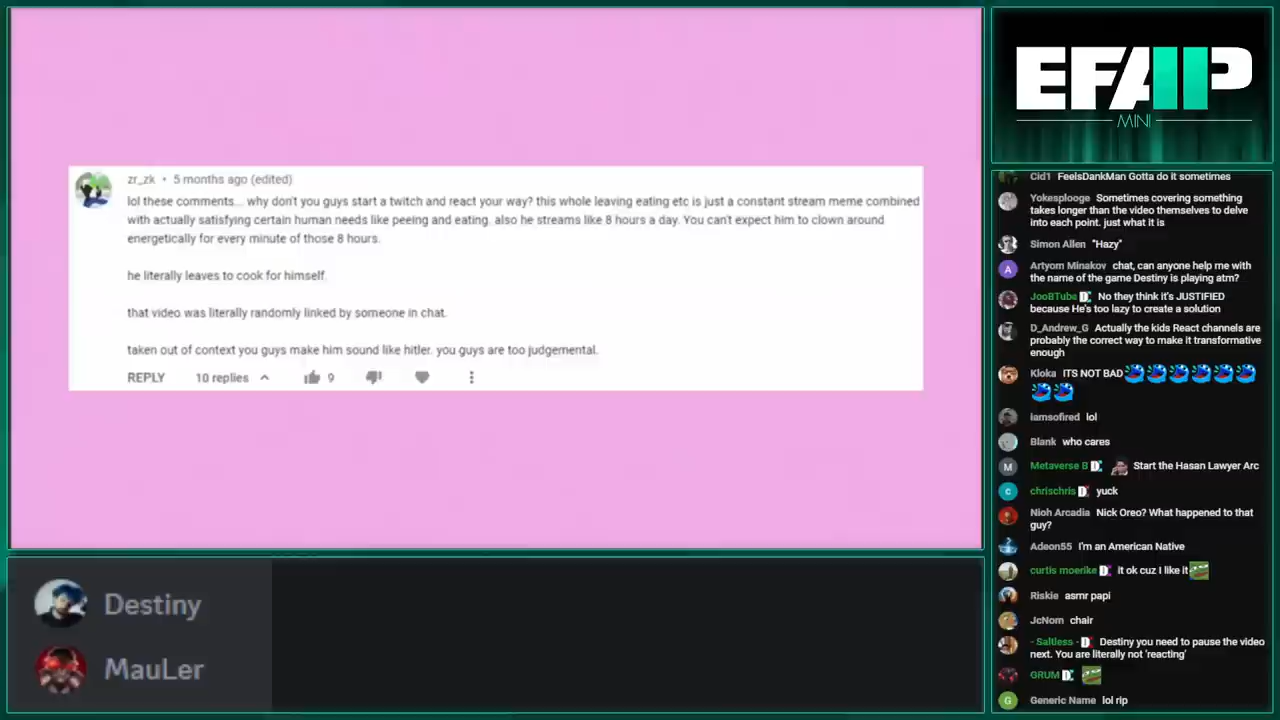 zr_zk • 5 months ago (edited)
lol these comments... why don't you guys start a twitch and react your way? this whole leaving eating etc is just a constant stream meme combined
with actually satisfying certain human needs like peeing and eating. also he streams like 8 hours a day. You can't expect him to clown around
energetically for every minute of those 8 hours.
he literally leaves to cook for himself.
that video was literally randomly linked by someone in chat.
taken out of context you guys make him sound like hitler. you guys are too judgemental.
REPLY 10 replies 9
Destiny
MauLer
EFAP
MINI
Cid1 FeelsDankMan Gotta do it sometimes
Yokesplooge Sometimes covering something
takes longer than the video themselves to delve
into each point. just what it is
Simon Allen "Hazy"
Artyom Minakov chat, can anyone help me with
the name of the game Destiny is playing atm?
JooBTube No they think it's JUSTIFIED
because He's too lazy to create a solution
D_Andrew_G Actually the kids React channels are
probably the correct way to make it transformative
enough
Kloka ITS NOT BAD
iamsofired lol
Blank who cares
M Metaverse B Start the Hasan Lawyer Arc
c chrischris yuck
Nioh Arcadia Nick Oreo? What happened to that
guy?
Adeon55 I'm an American Native
curtis moerike it ok cuz I like it
Riskie asmr papi
JcNom chair
- Saltless - Destiny you need to pause the video
next. You are literally not 'reacting'
GRUM
G Generic Name lol rip